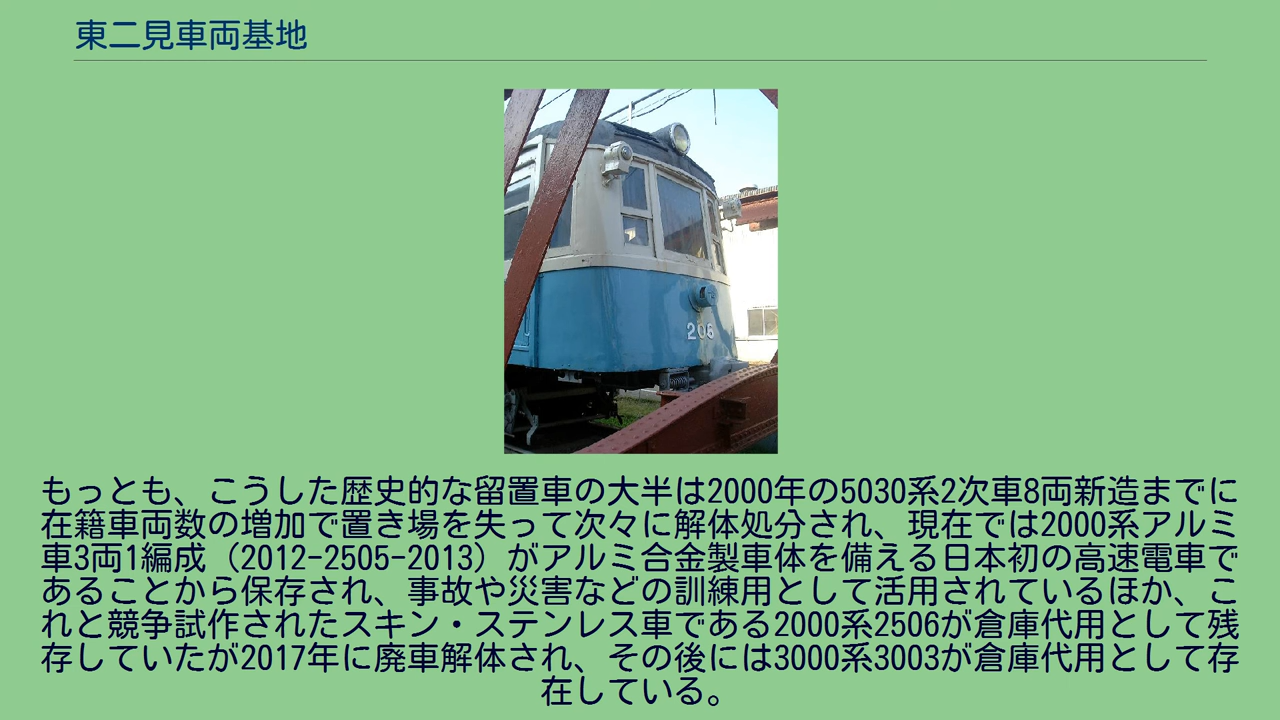 東二見車両基地
206
もっとも、こうした歴史的な留置車の大半は2000年の5030系2次車8両新造までに
在籍車両数の増加で置き場を失って次々に解体処分され、現在では2000系アルミ
車3両1編成（2012-2505-2013）がアルミ合金製車体を備える日本初の高速電車で
あることから保存され、事故や災害などの訓練用として活用されているほか、こ
れと競争試作されたスキン・ステンレス車である2000系2506が倉庫代用として残
存していたが2017年に廃車解体され、その後には3000系3003が倉庫代用として存
在している。